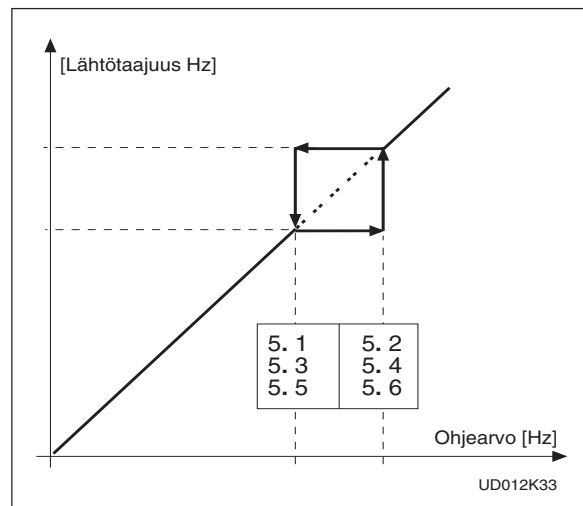 [Lähtötaajuus Hz]
5. 1 5. 2
5. 3 5. 4
5. 5 5. 6
Ohjearvo [Hz]
UD012K33